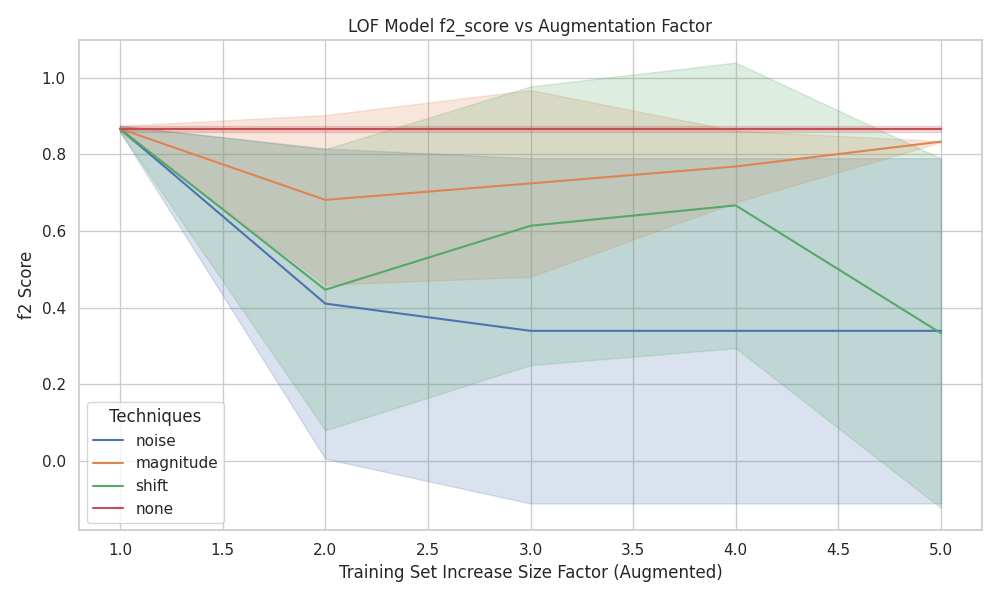 LOF Model f2_score vs Augmentation Factor
1.0
0.8
0.6
0.4
0.2
0.0
f2 Score
Techniques
noise
magnitude
shift
none
1.0 1.5 2.0 2.5 3.0 3.5 4.0 4.5 5.0
Training Set Increase Size Factor (Augmented)